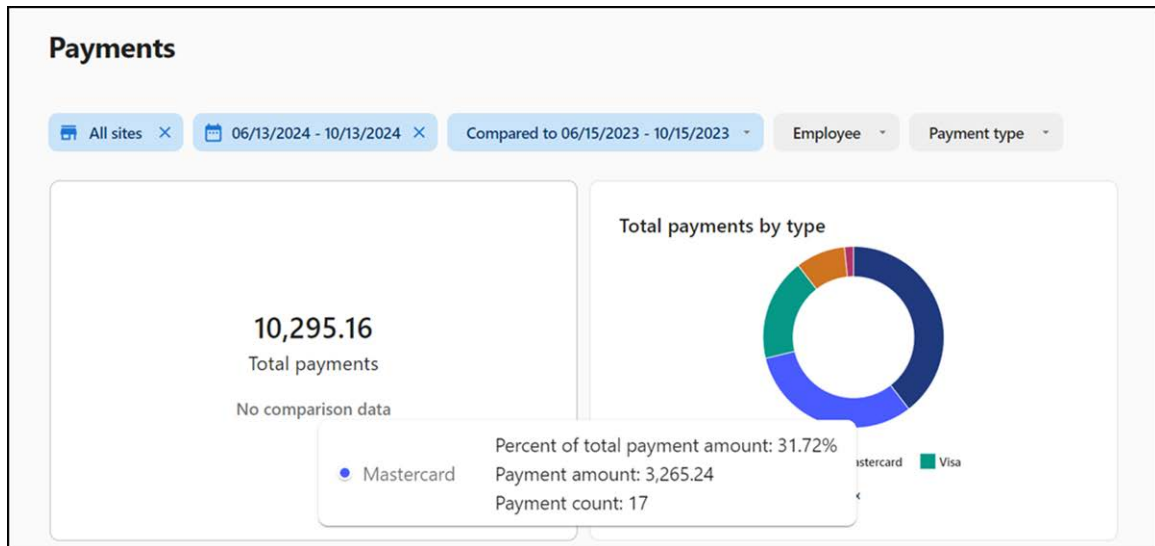 Payments
All sites
06/13/2024 - 10/13/2024
Compared to 06/15/2023 - 10/15/2023
Employee
Payment type
10,295.16
Total payments
No comparison data
Total payments by type
Mastercard
Percent of total payment amount: 31.72%
Payment amount: 3,265.24
Payment count: 17
Visa